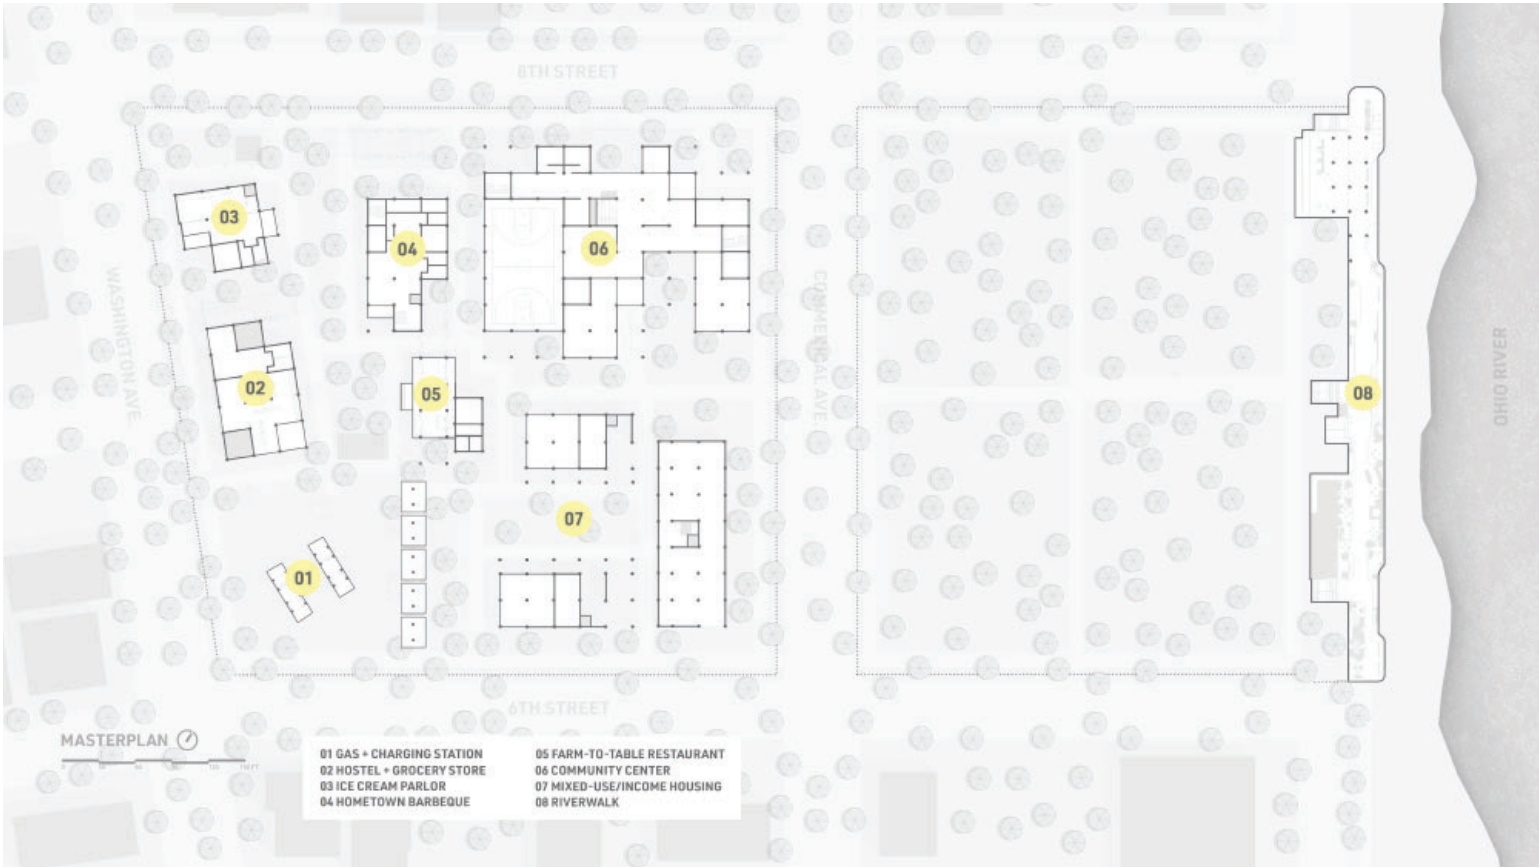 8TH STREET
03
04
06
WASHINGTON AVE.
COMMERICAL AVE
OHIO RIVER
02
05
08
07
01
6TH STREET
MASTERPLAN
01 GAS + CHARGING STATION
02 HOSTEL + GROCERY STORE
03 ICE CREAM PARLOR
04 HOMETOWN BARBEQUE
05 FARM-TO-TABLE RESTAURANT
06 COMMUNITY CENTER
07 MIXED-USE/INCOME HOUSING
08 RIVERWALK